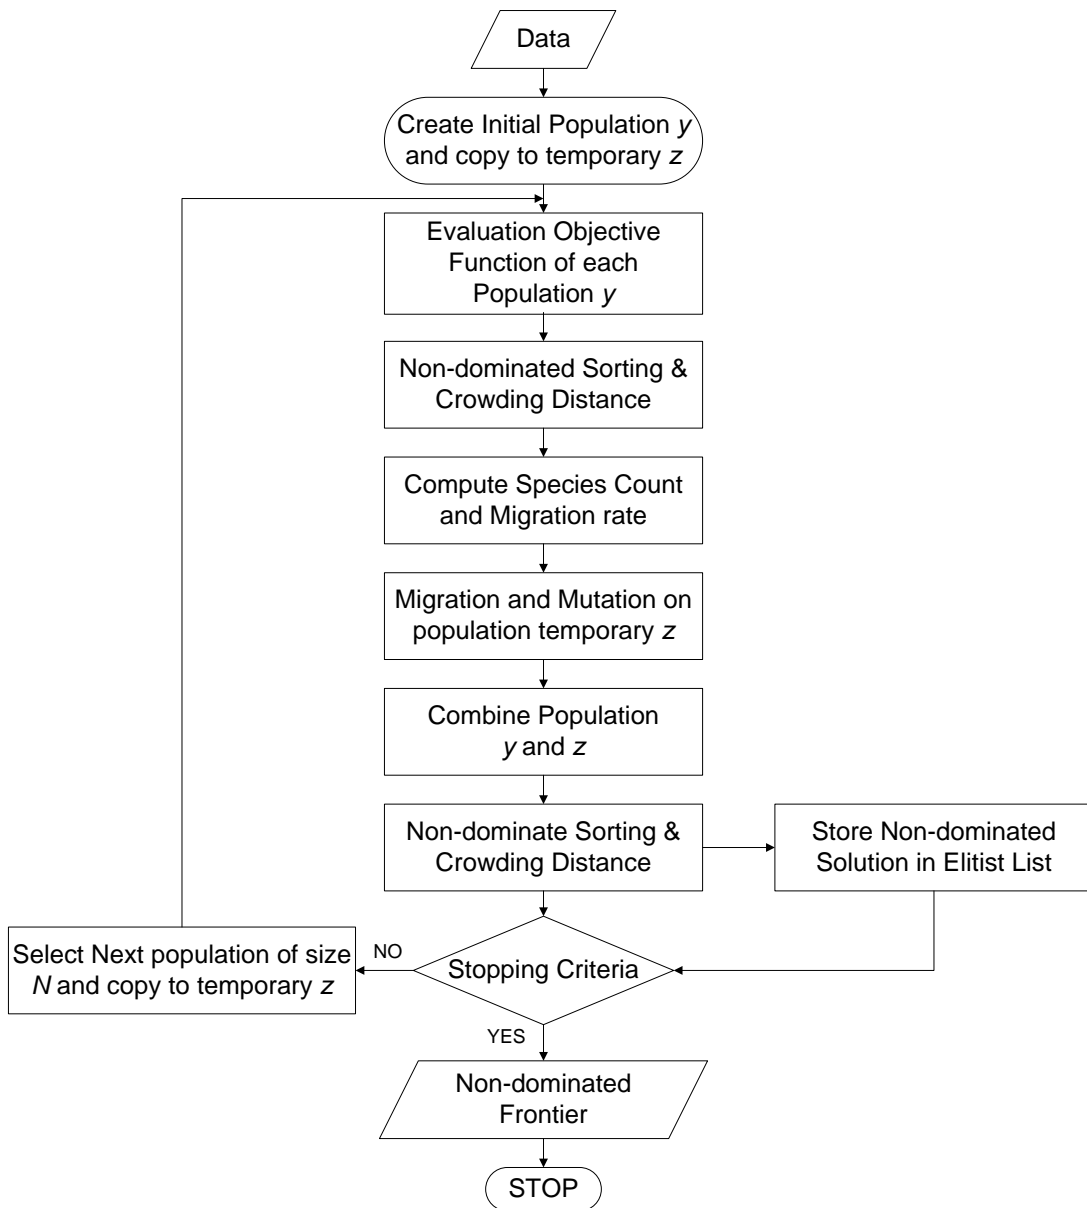 Data
Create Initial Population y
and copy to temporary z
Evaluation Objective
Function of each
Population y
Non-dominated Sorting &
Crowding Distance
Compute Species Count
and Migration rate
Migration and Mutation on
population temporary z
Combine Population
y and z
Non-dominate Sorting &
Crowding Distance
Store Non-dominated
Solution in Elitist List
Stopping Criteria
NO
Select Next population of size
N and copy to temporary z
YES
Non-dominated
Frontier
STOP